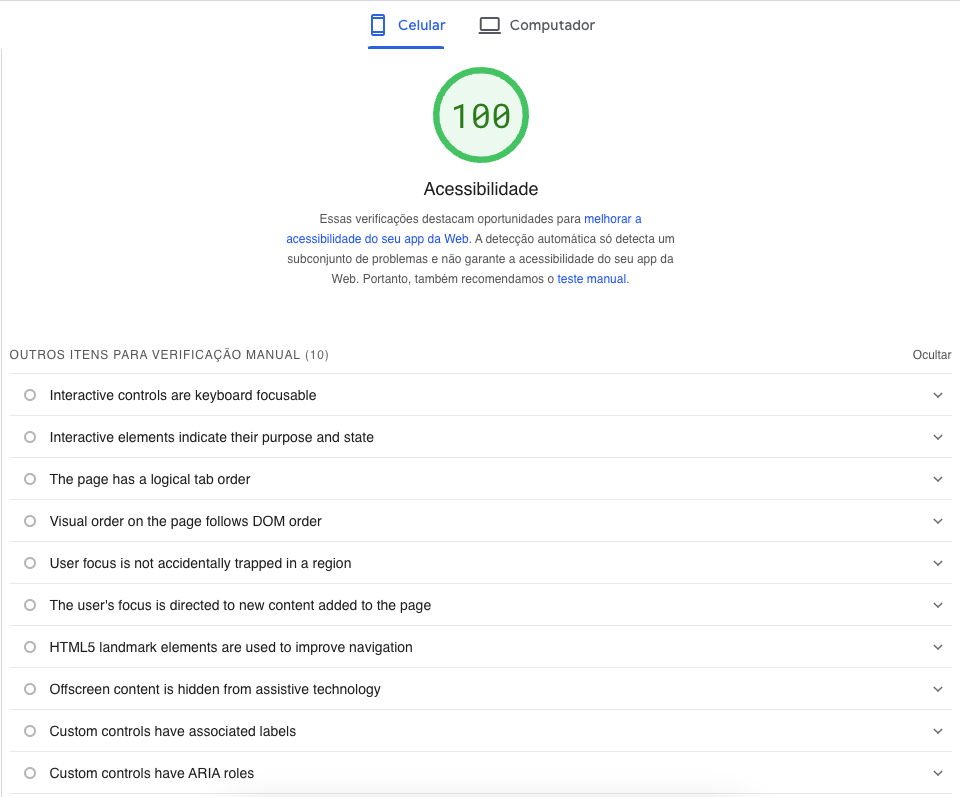 Celular
Computador
100
Acessibilidade
Essas verificações destacam oportunidades para melhorar a
acessibilidade do seu app da Web. A detecção automática só detecta um
subconjunto de problemas e não garante a acessibilidade do seu app da
Web. Portanto, também recomendamos o teste manual.
OUTROS ITENS PARA VERIFICAÇÃO MANUAL (10)
Ocultar
Interactive controls are keyboard focusable
Interactive elements indicate their purpose and state
The page has a logical tab order
Visual order on the page follows DOM order
User focus is not accidentally trapped in a region
The user's focus is directed to new content added to the page
HTML5 landmark elements are used to improve navigation
Offscreen content is hidden from assistive technology
Custom controls have associated labels
Custom controls have ARIA roles